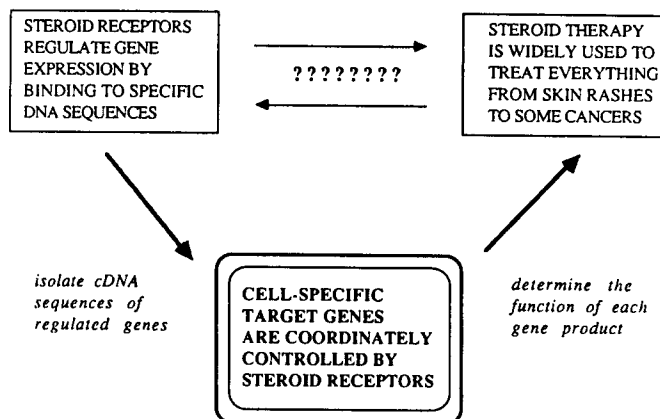 STEROID RECEPTORS
REGULATE GENE
EXPRESSION BY
BINDING TO SPECIFIC
DNA SEQUENCES
????????
STEROID THERAPY
IS WIDELY USED TO
TREAT EVERYTHING
FROM SKIN RASHES
TO SOME CANCERS
isolate cDNA
sequences of
regulated genes
CELL-SPECIFIC
TARGET GENES
ARE COORDINATELY
CONTROLLED BY
STEROID RECEPTORS
determine the
function of each
gene product